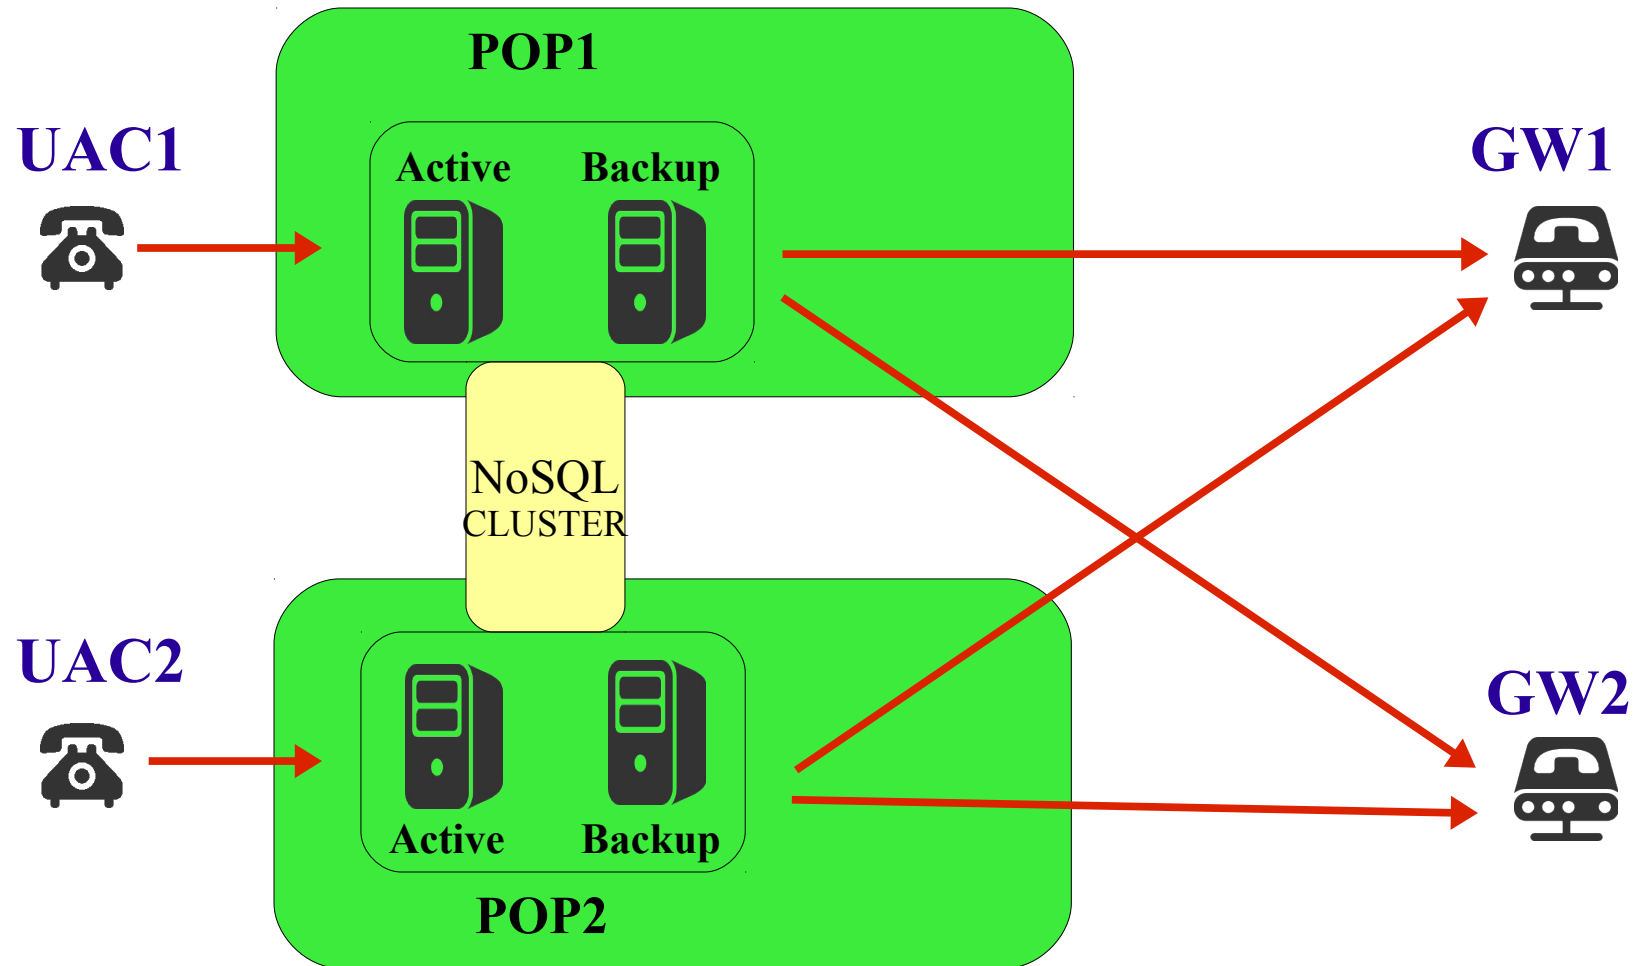 POP1
UAC1
Active
Backup
GW1
NoSQL
CLUSTER
UAC2
GW2
Active
Backup
POP2